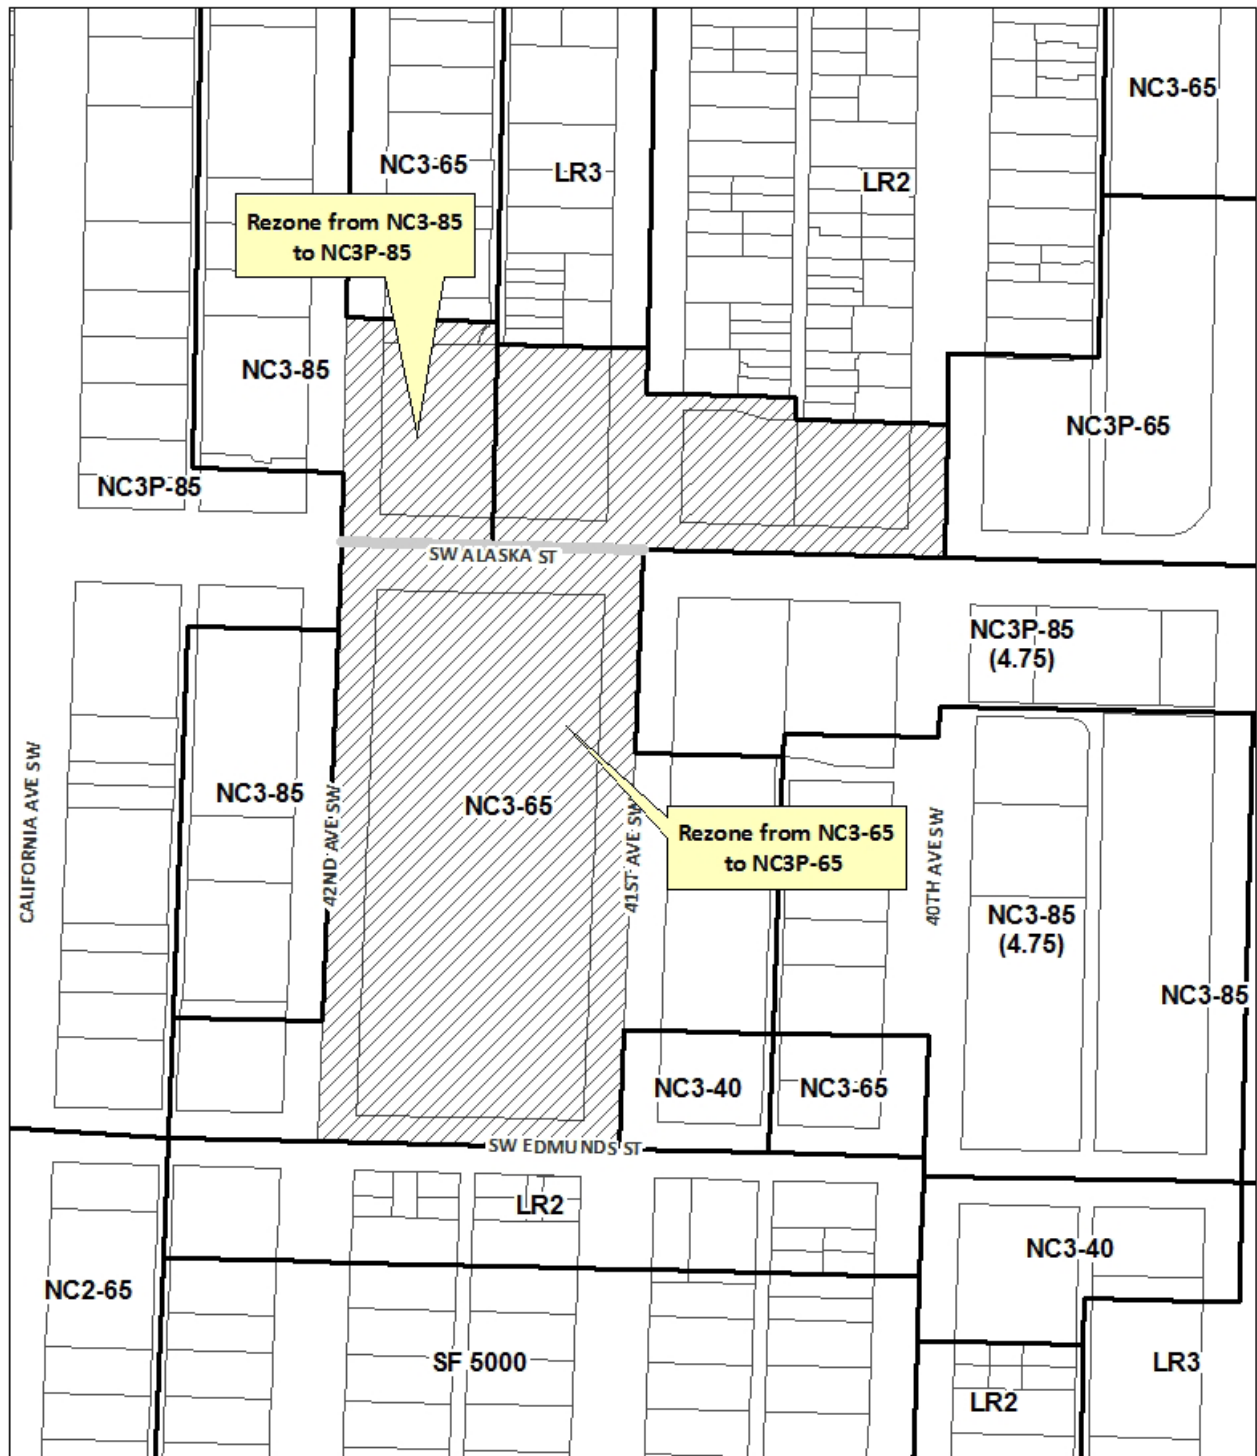 NC3-65
NC3-65
LR3
LR2
Rezone from NC3-85
to NC3P-85
NC3-85
NC3P-65
NC3P-85
SW ALASKA ST
NC3P-85
(4.75)
CALIFORNIA AVE SW
NC3-85
42ND AVE SW
NC3-65
41ST AVE SW
Rezone from NC3-65
to NC3P-65
40TH AVE SW
NC3-85
(4.75)
NC3-85
NC3-40
NC3-65
SW EDMUNDS ST
LR2
NC3-40
NC2-65
SF 5000
LR3
LR2